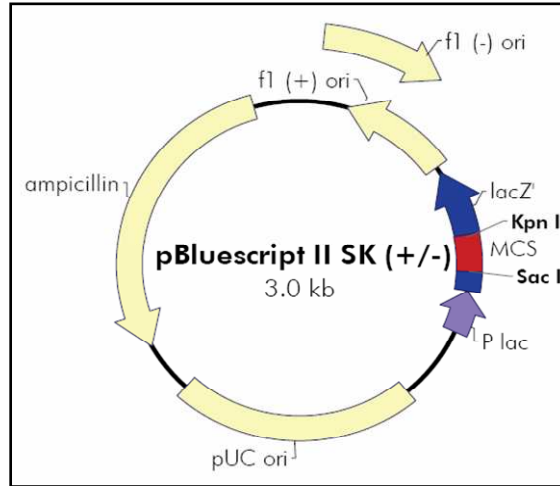 f1 (-) ori
f1 (+) ori
ampicillin
lacZ'
Kpn I
MCS
pBluescript II SK (+/-)
Sac I
3.0 kb
P lac
pUC ori